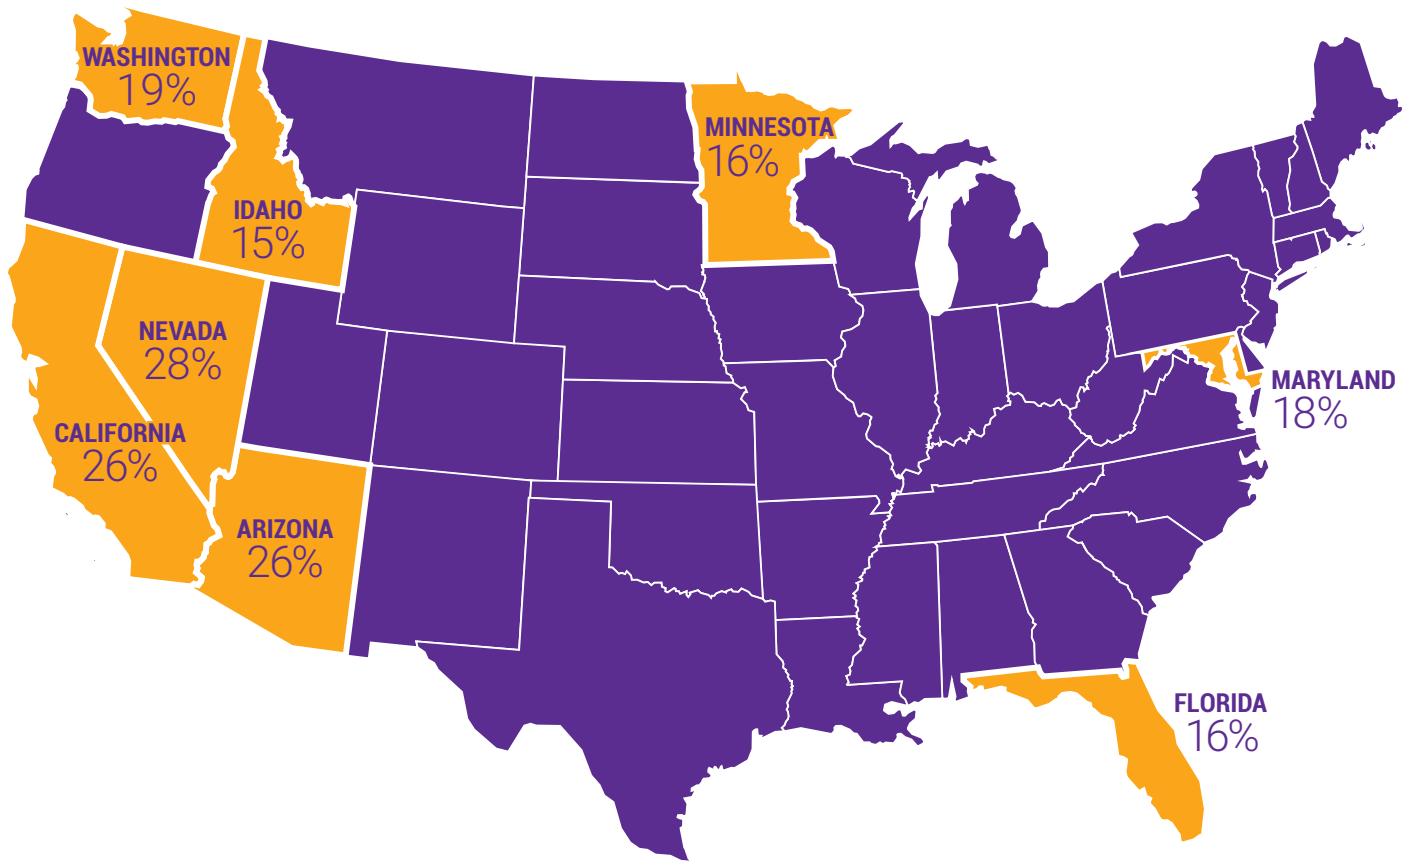 WASHINGTON
19%
MINNESOTA
16%
IDAHO
15%
NEVADA
28%
MARYLAND
18%
CALIFORNIA
26%
ARIZONA
26%
FLORIDA
16%